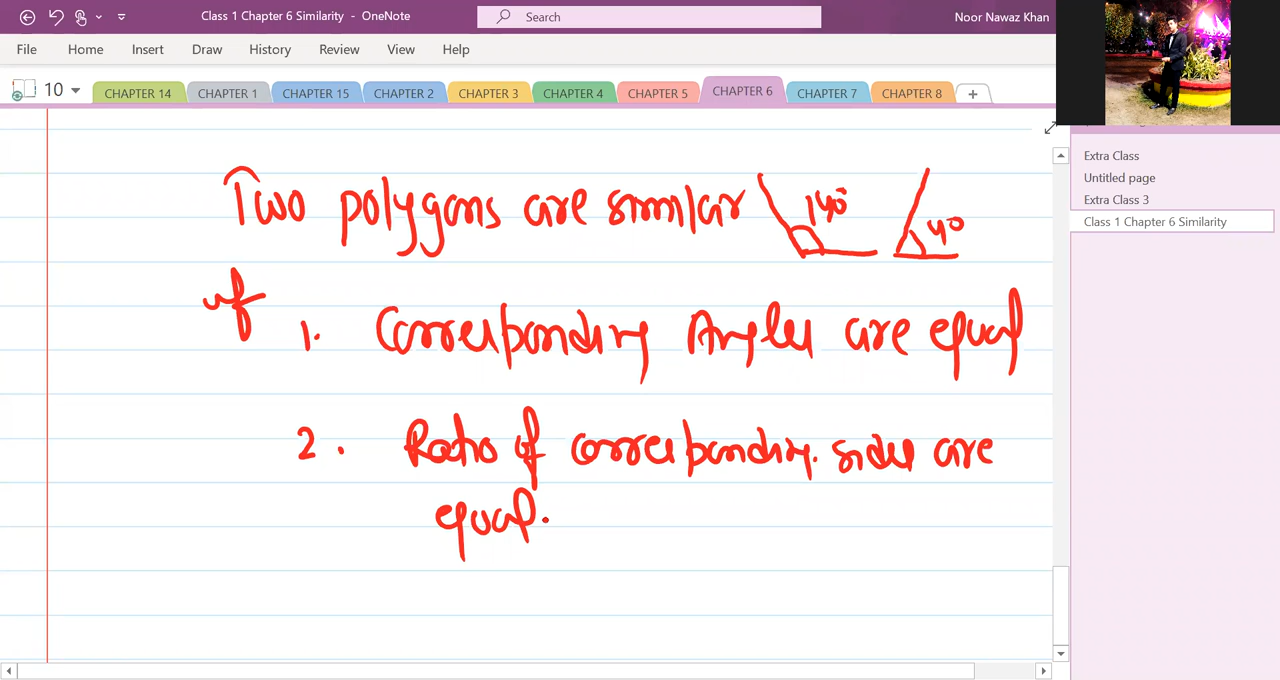 Class 1 Chapter 6 Similarity - OneNote
Search
Noor Nawaz Khan
File Home Insert Draw History Review View Help
10 CHAPTER 14 CHAPTER 1 CHAPTER 15 CHAPTER 2 CHAPTER 3 CHAPTER 4 CHAPTER 5 CHAPTER 6 CHAPTER 7 CHAPTER 8 +
Extra Class
Untitled page
Extra Class 3
Class 1 Chapter 6 Similarity
Two polygons are similar 140° 40
if
1. Corresponding Angles are equal
2. Ratio of corresponding sides are
equal.